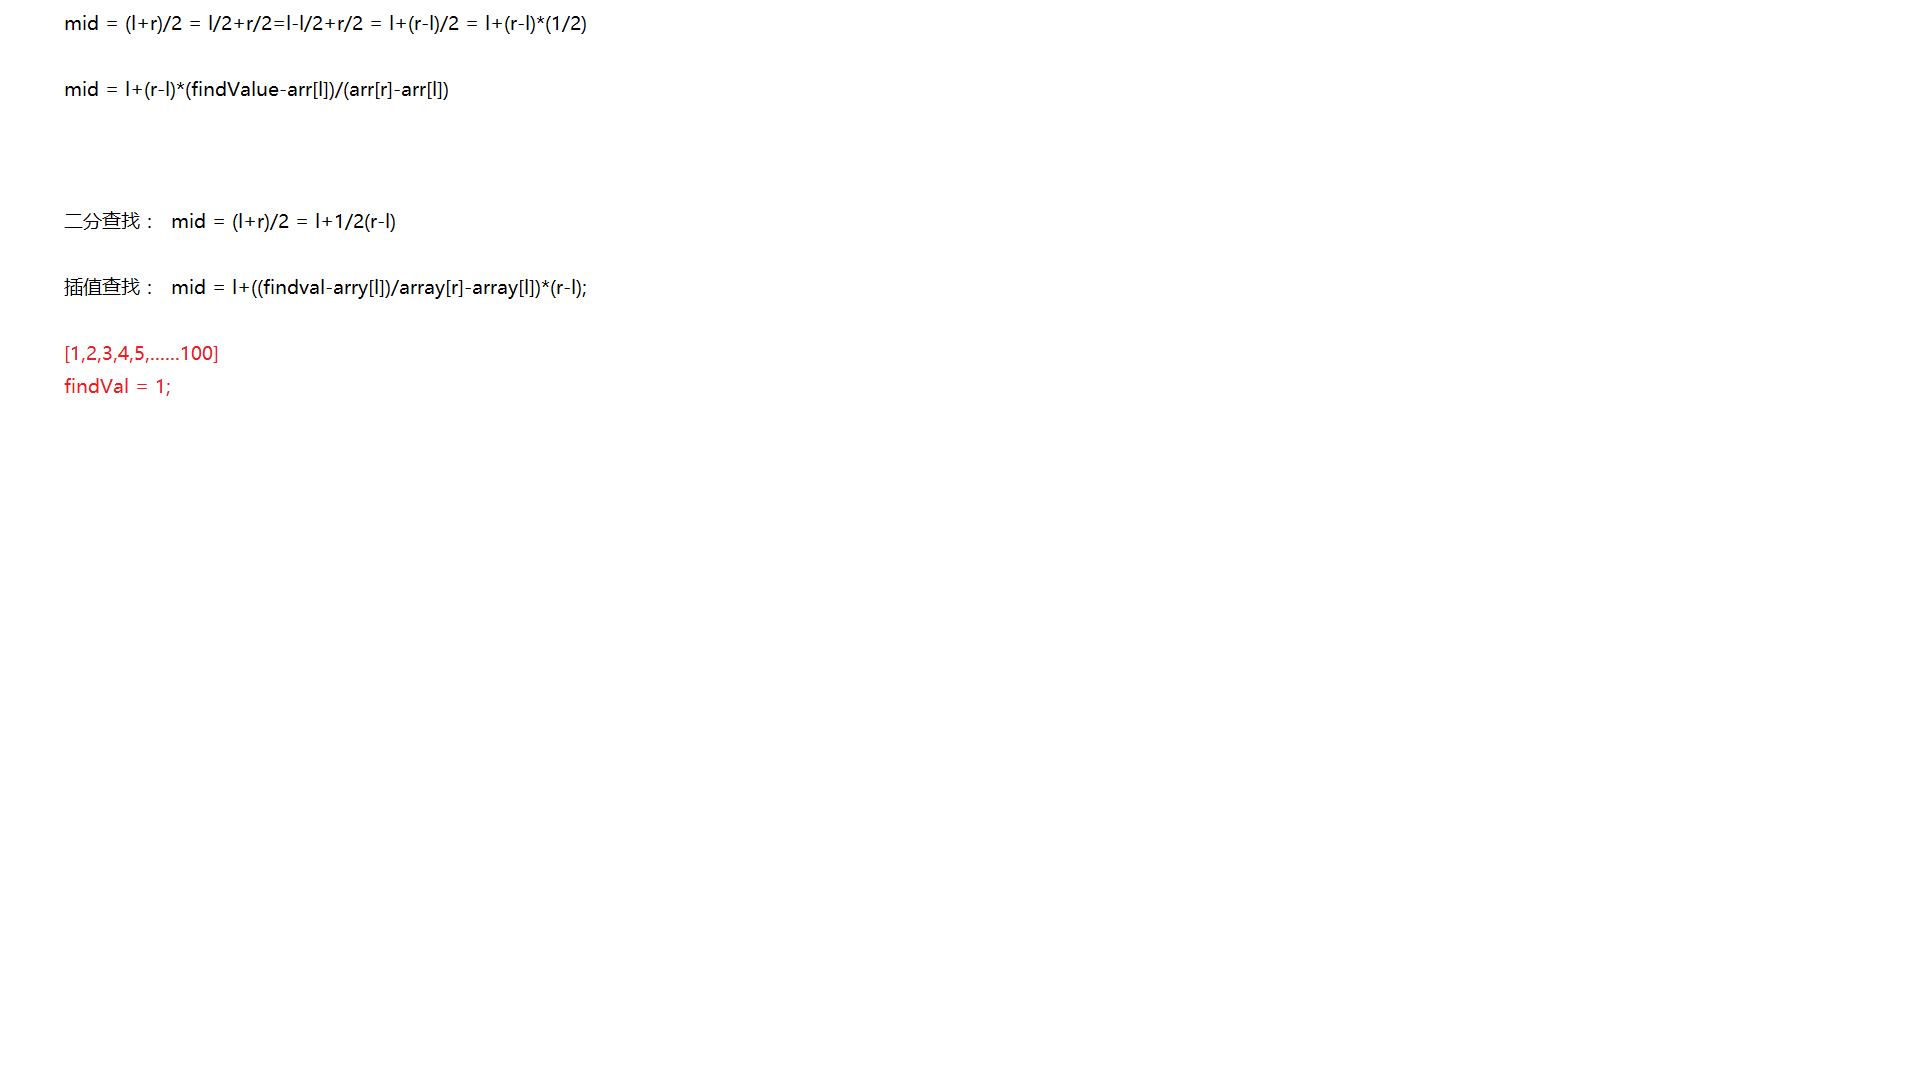 mid = (l+r)/2 = l/2+r/2=l-l/2+r/2 = l+(r-l)/2 = l+(r-l)*(1/2)
mid = l+(r-l)*(findValue-arr[l])/(arr[r]-arr[l])
二分查找： mid = (l+r)/2 = l+1/2(r-l)
插值查找： mid = l+((findval-arry[l])/array[r]-array[l])*(r-l);
[1,2,3,4,5,......100]
findVal = 1;